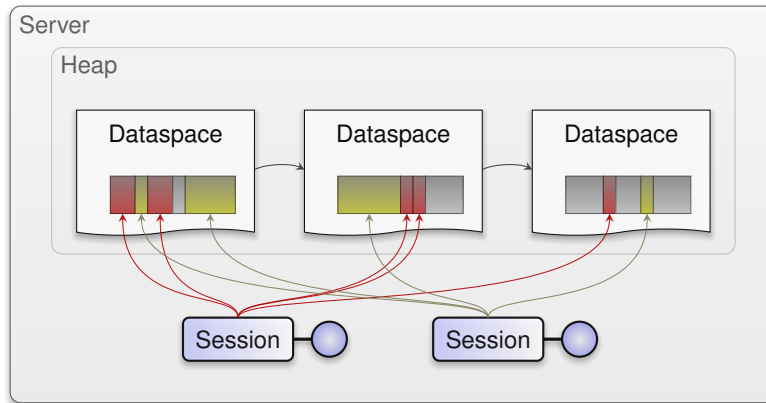 Server
Heap
Dataspace
Dataspace
Dataspace
Session
Session